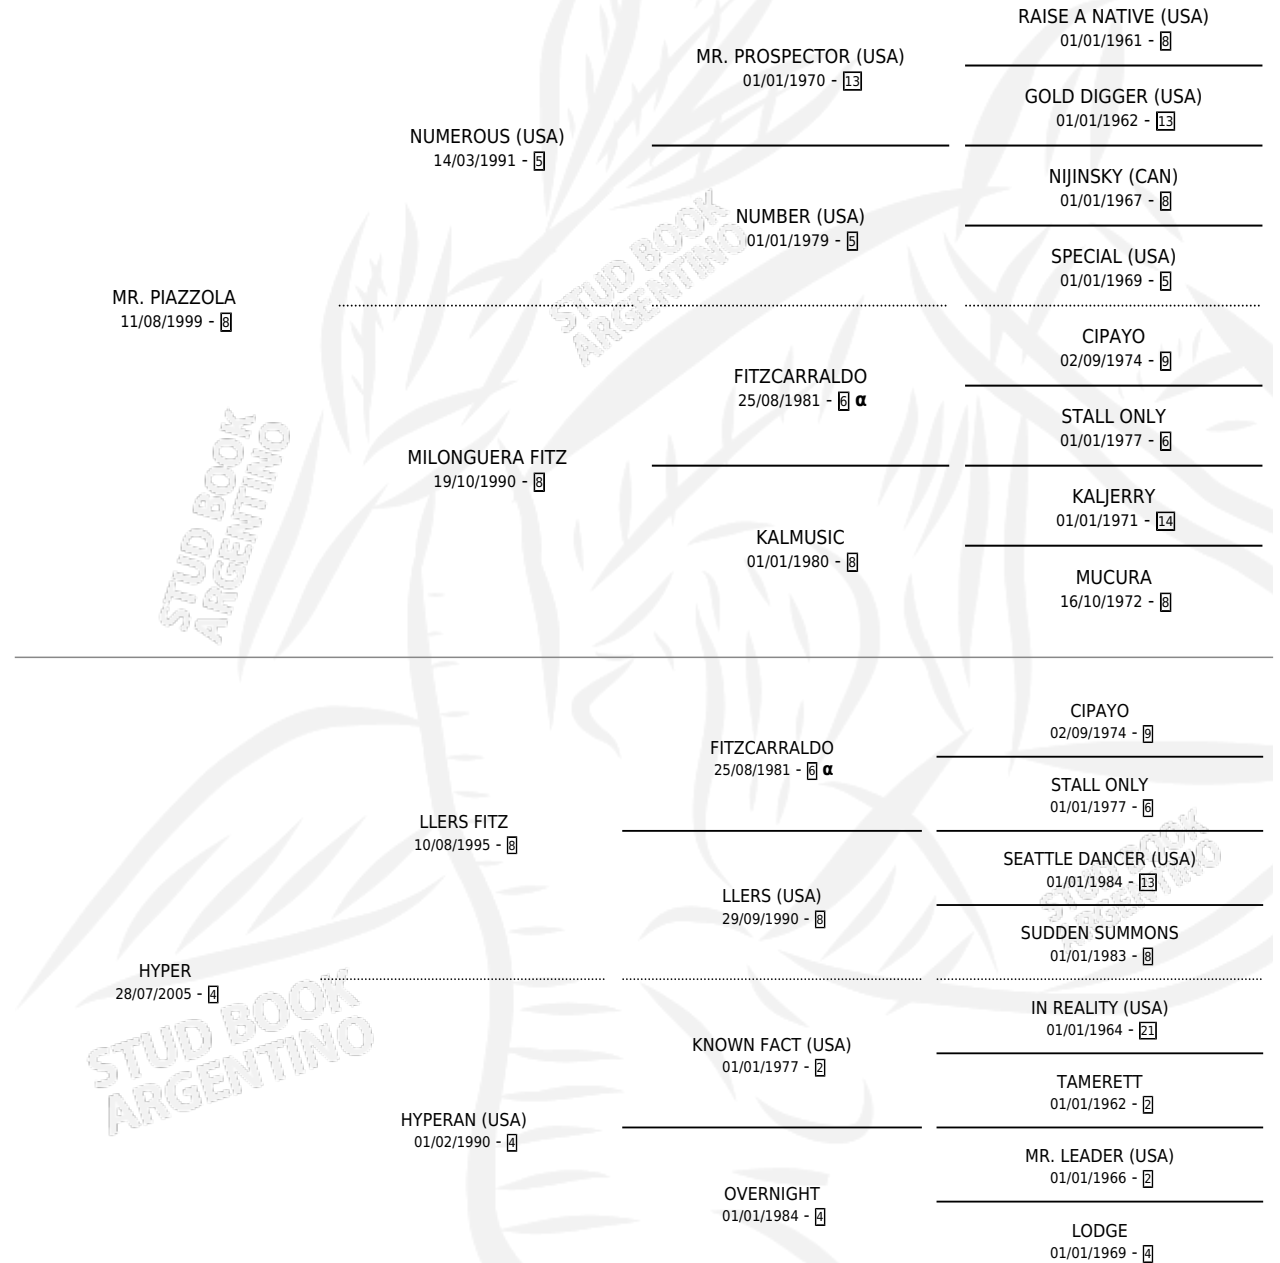 RAISE A NATIVE (USA)
01/01/1961 - 8
MR. PROSPECTOR (USA)
01/01/1970 - 13
GOLD DIGGER (USA)
01/01/1962 - 13
NUMEROUS (USA)
14/03/1991 - 5
NIJINSKY (CAN)
01/01/1967 - 8
NUMBER (USA)
01/01/1979 - 5
SPECIAL (USA)
01/01/1969 - 5
STUD BOOK
ARGENTINO
MR. PIAZZOLA
11/08/1999 - 8
CIPAYO
02/09/1974 - 9
FITZCARRALDO
25/08/1981 - 6 α
STALL ONLY
01/01/1977 - 6
MILONGUERA FITZ
19/10/1990 - 8
KALJERRY
01/01/1971 - 14
KALMUSIC
01/01/1980 - 8
MUCURA
16/10/1972 - 8
STUD BOOK
ARGENTINO
CIPAYO
02/09/1974 - 9
FITZCARRALDO
25/08/1981 - 6 α
STALL ONLY
01/01/1977 - 6
LLERS FITZ
10/08/1995 - 8
SEATTLE DANCER (USA)
01/01/1984 - 13
STUD BOOK
ARGENTINO
LLERS (USA)
29/09/1990 - 8
SUDDEN SUMMONS
01/01/1983 - 8
HYPER
28/07/2005 - 4
STUD BOOK
ARGENTINO
IN REALITY (USA)
01/01/1964 - 21
KNOWN FACT (USA)
01/01/1977 - 2
TAMERETT
01/01/1962 - 2
HYPERAN (USA)
01/02/1990 - 4
MR. LEADER (USA)
01/01/1966 - 2
OVERNIGHT
01/01/1984 - 4
LODGE
01/01/1969 - 4